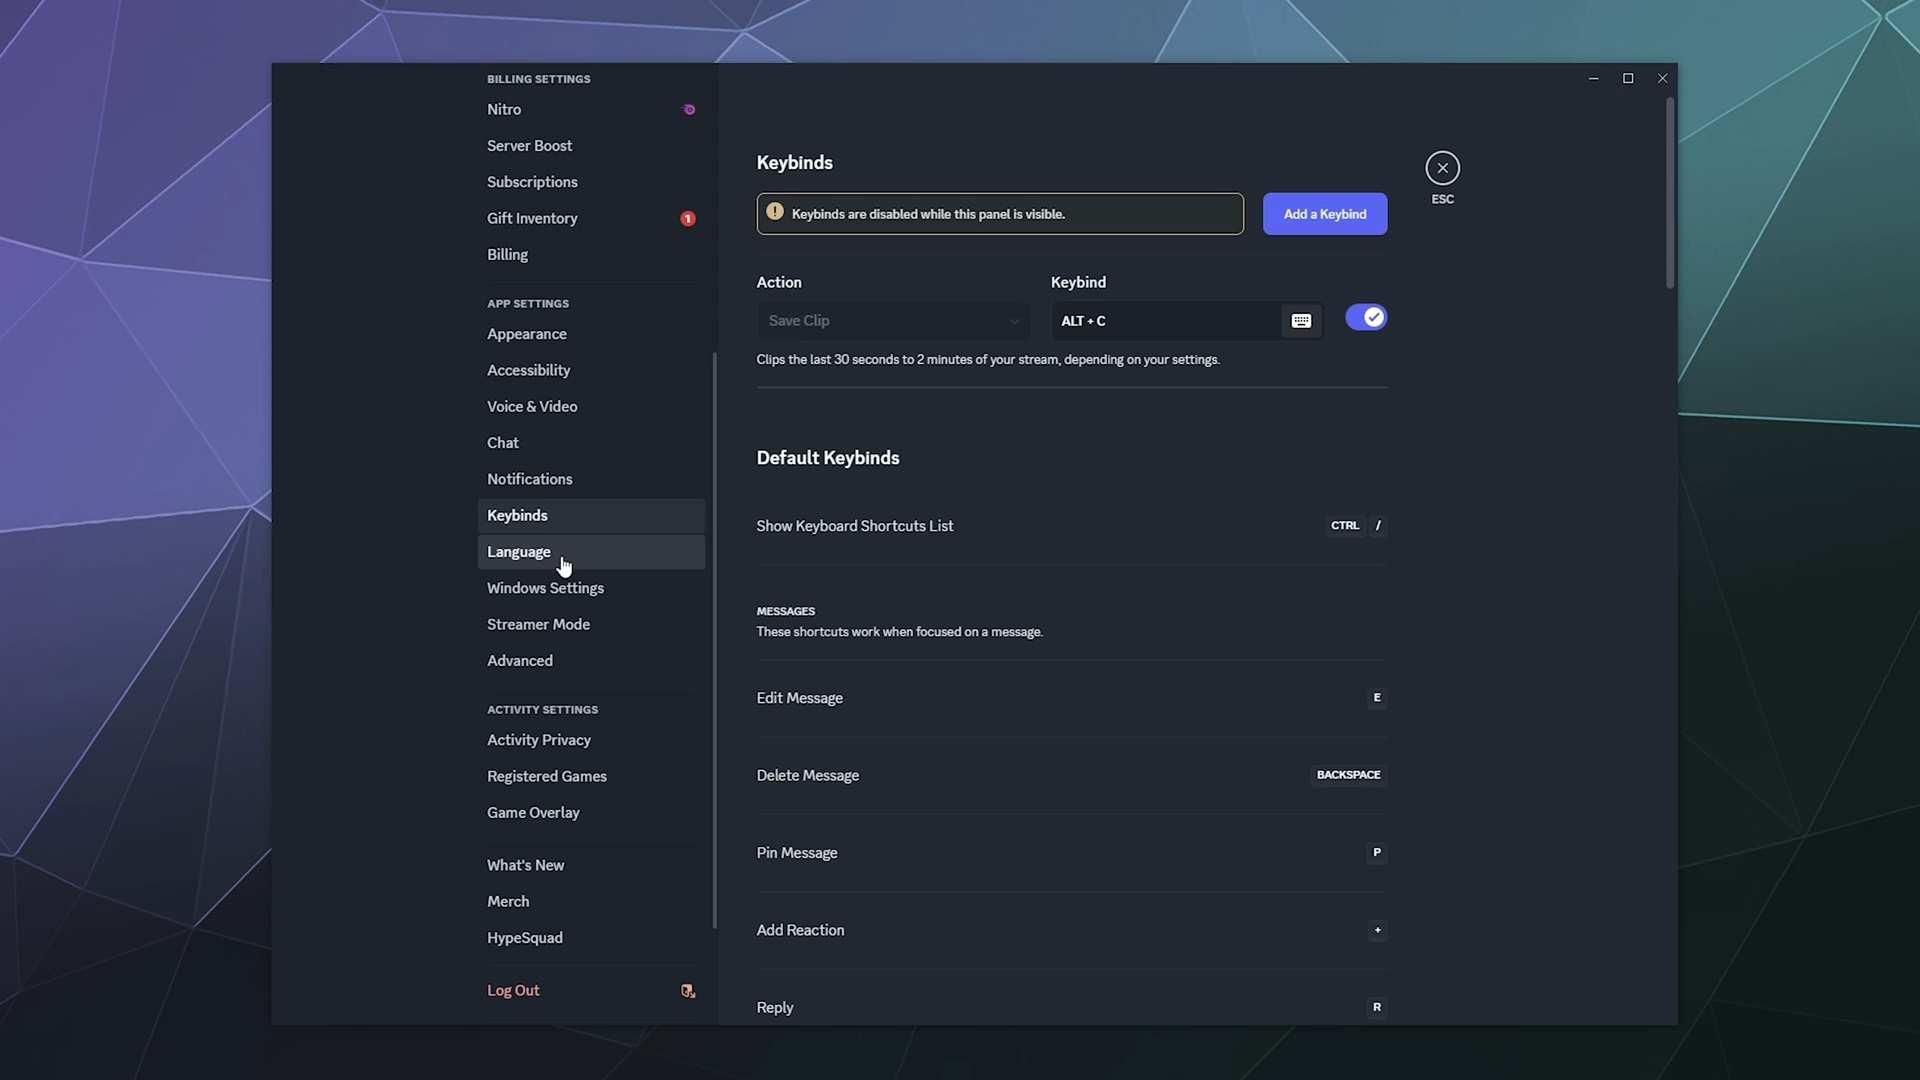 BILLING SETTINGS
Nitro
Server Boost
Subscriptions
Gift Inventory 1
Billing
APP SETTINGS
Appearance
Accessibility
Voice & Video
Chat
Notifications
Keybinds
Language
Windows Settings
Streamer Mode
Advanced
ACTIVITY SETTINGS
Activity Privacy
Registered Games
Game Overlay
What's New
Merch
HypeSquad
Log Out
Keybinds
Keybinds are disabled while this panel is visible.
Add a Keybind
ESC
Action Keybind
Save Clip ALT + C
Clips the last 30 seconds to 2 minutes of your stream, depending on your settings.
Default Keybinds
Show Keyboard Shortcuts List CTRL /
MESSAGES
These shortcuts work when focused on a message.
Edit Message E
Delete Message BACKSPACE
Pin Message P
Add Reaction +
Reply R